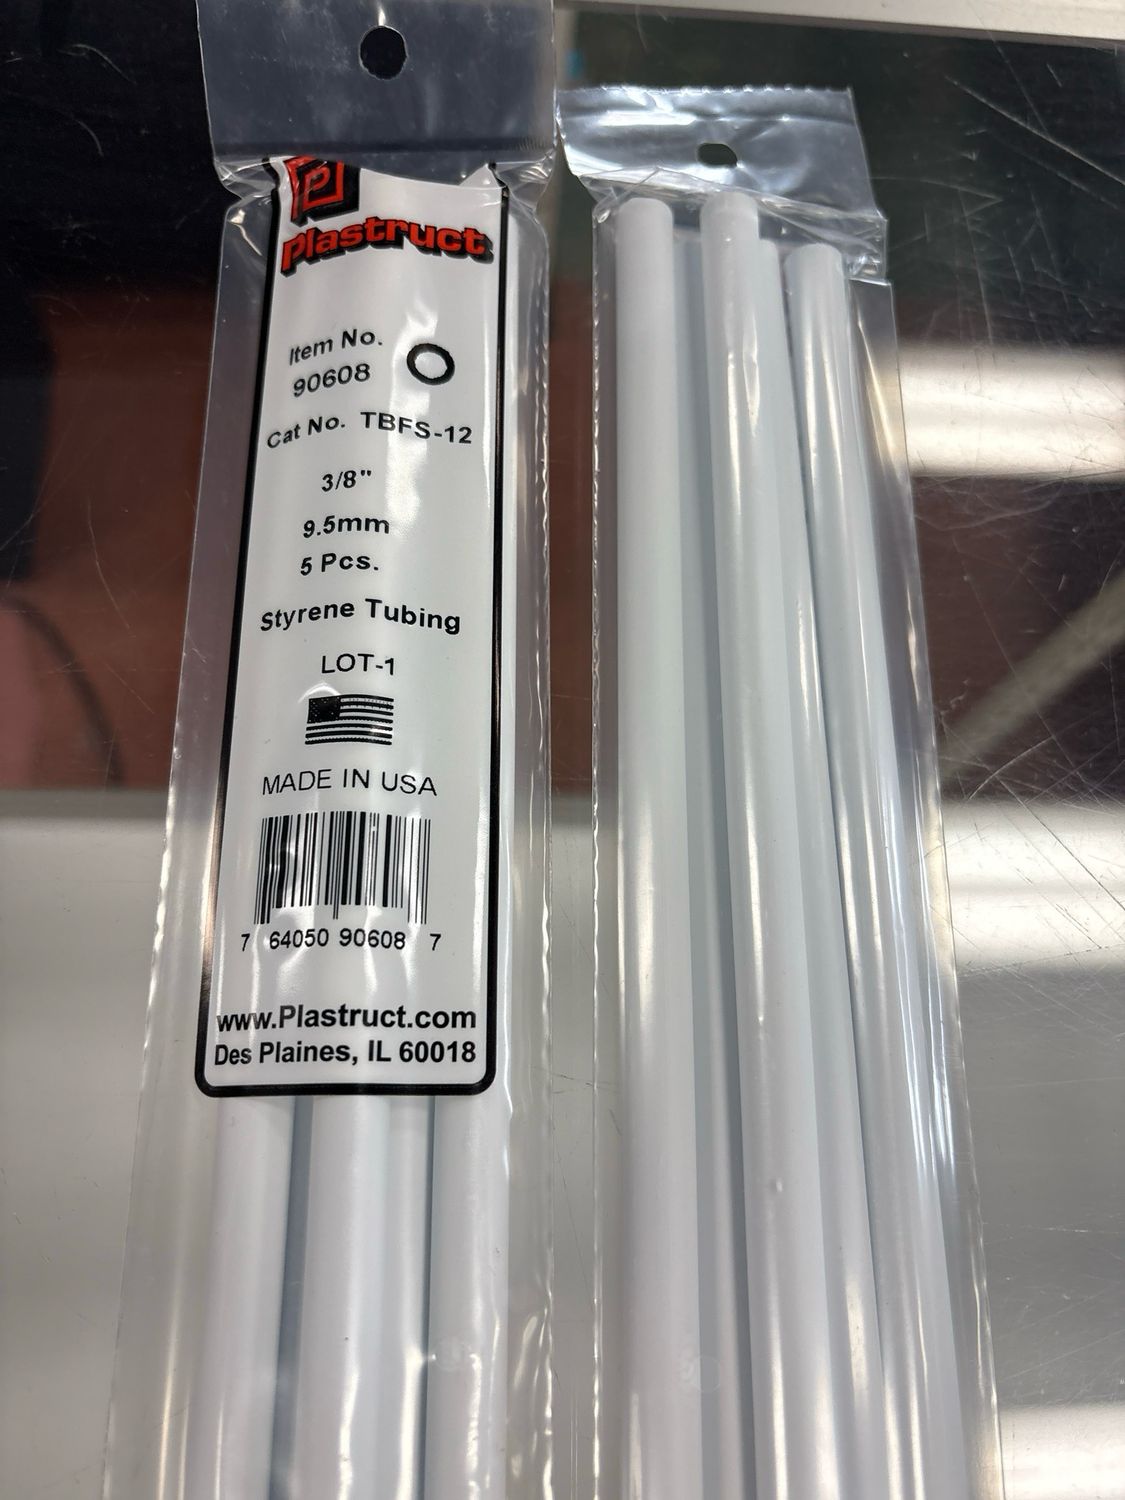 P
Plastruct
Item No.
90608
Cat No. TBFS-12
3/8"
9.5mm
5 Pcs.
Styrene Tubing
LOT-1
MADE IN USA
7 64050 90608 7
www.Plastruct.com
Des Plaines, IL 60018